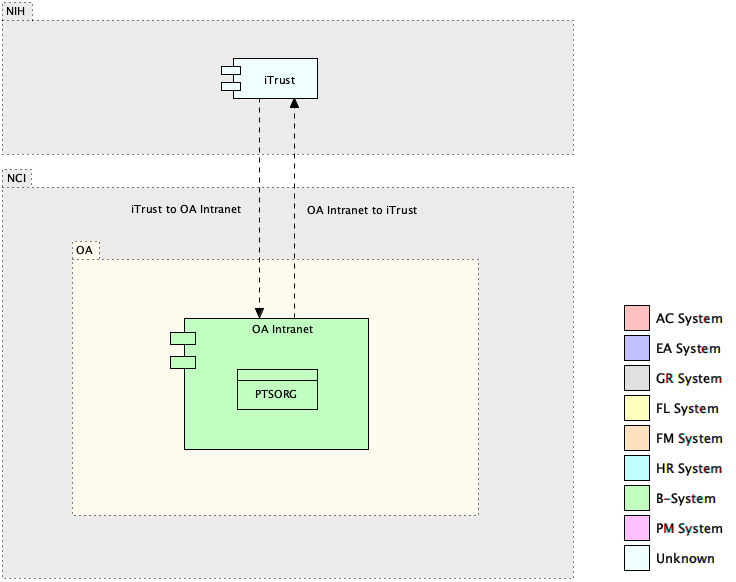 NIH
iTrust
NCI
iTrust to OA Intranet
OA Intranet to iTrust
OA
OA Intranet
PTSORG
AC System
EA System
GR System
FL System
FM System
HR System
B-System
PM System
Unknown